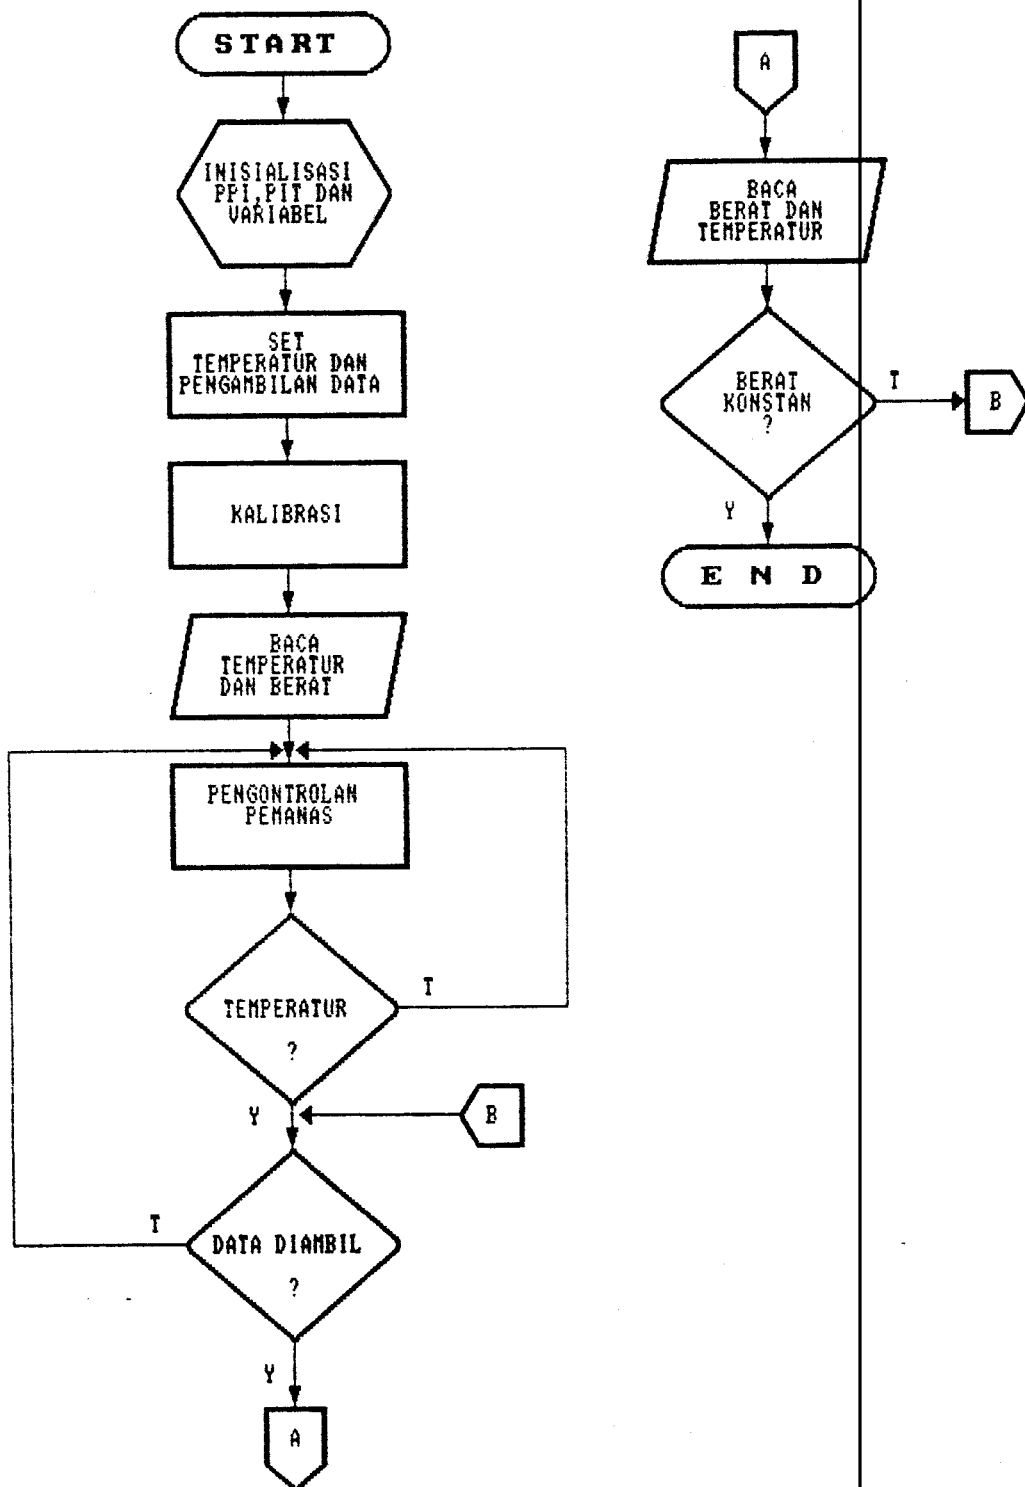 START
INISIALISASI
PPI,PIT DAN
VARIABEL
SET
TEMPERATUR DAN
PENGAMBILAN DATA
KALIBRASI
BACA
TEMPERATUR
DAN BERAT
PENGONTROLAN
PEMANAS
T
TEMPERATUR
?
Y
B
T
DATA DIAMBIL
?
Y
A
A
BACA
BERAT DAN
TEMPERATUR
BERAT
KONSTAN
?
T
B
Y
E N D